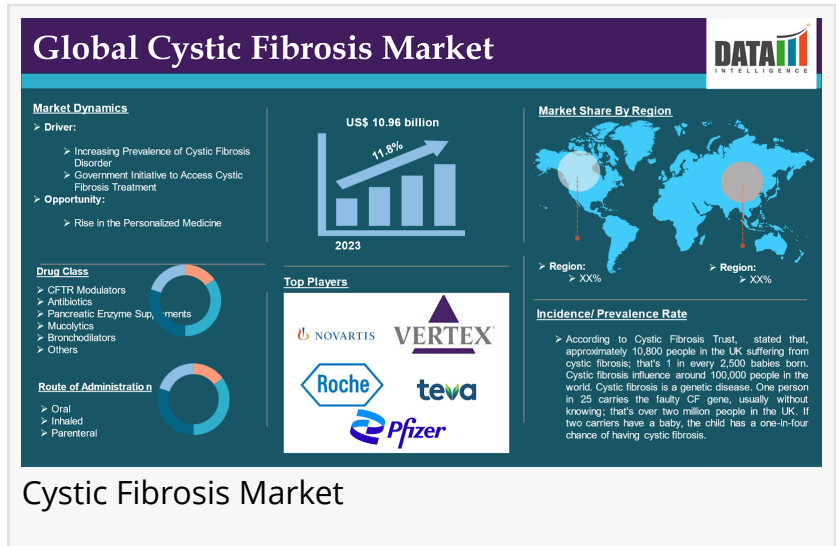 Global Cystic Fibrosis Market
DATA
INTELLIGENCE
Market Dynamics
➢ Driver:
➢ Increasing Prevalence of Cystic Fibrosis
Disorder
➢ Government Initiative to Access Cystic
Fibrosis Treatment
➢ Opportunity:
➢ Rise in the Personalized Medicine
Drug Class
➢ CFTR Modulators
➢ Antibiotics
➢ Pancreatic Enzyme Supplements
➢ Mucolytics
➢ Bronchodilators
➢ Others
Route of Administration
➢ Oral
➢ Inhaled
➢ Parenteral
US$ 10.96 billion
11.8%
2023
Top Players
NOVARTIS
VERTEX
Roche
teva
Pfizer
Market Share By Region
➢ Region:
➢ XX%
➢ Region:
➢ XX%
Incidence/ Prevalence Rate
➢ According to Cystic Fibrosis Trust, stated that,
approximately 10,800 people in the UK suffering from
cystic fibrosis; that's 1 in every 2,500 babies born.
Cystic fibrosis influence around 100,000 people in the
world. Cystic fibrosis is a genetic disease. One person
in 25 carries the faulty CF gene, usually without
knowing; that's over two million people in the UK. If
two carriers have a baby, the child has a one-in-four
chance of having cystic fibrosis.
Cystic Fibrosis Market